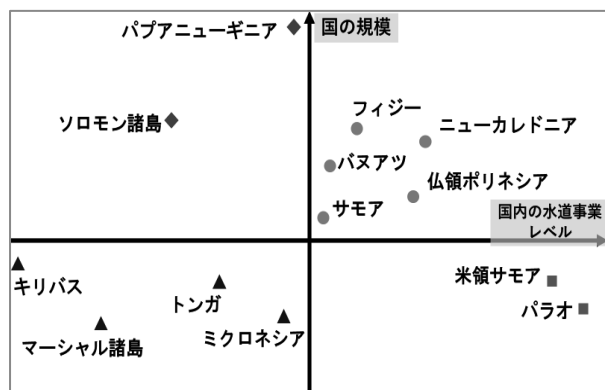 パプアニューギニア
国の規模
ソロモン諸島
フィジー
ニューカレドニア
バヌアツ
仏領ポリネシア
サモア
国内の水道事業
レベル
キリバス
トンガ
米領サモア
パラオ
ミクロネシア
マーシャル諸島